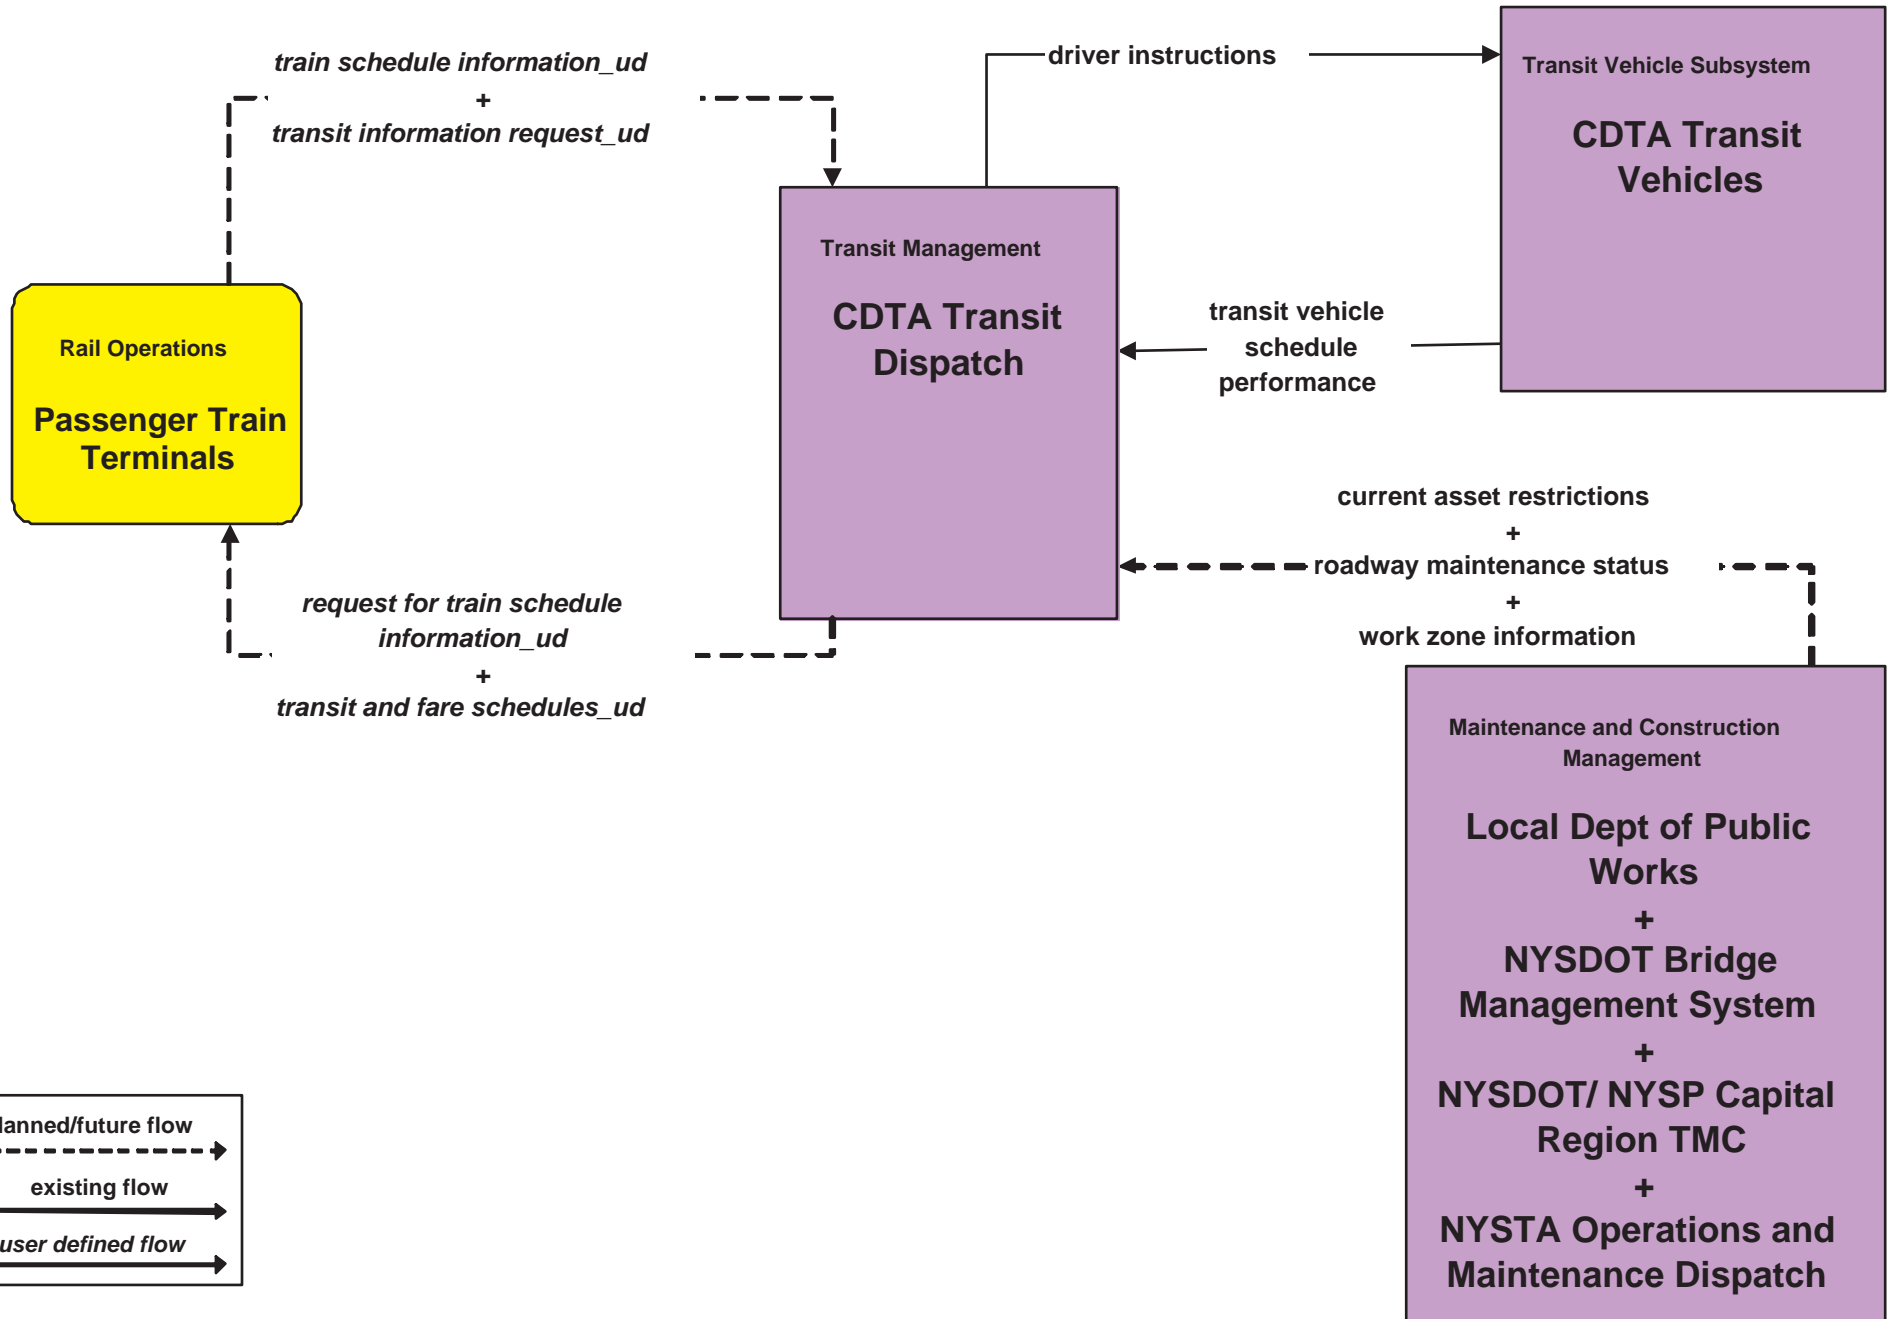 train schedule information_ud
+
transit information request_ud
driver instructions
Transit Vehicle Subsystem
CDTA Transit
Vehicles
Transit Management
CDTA Transit
Dispatch
transit vehicle
schedule
performance
Rail Operations
Passenger Train
Terminals
current asset restrictions
+
roadway maintenance status
+
work zone information
request for train schedule
information_ud
+
transit and fare schedules_ud
Maintenance and Construction
Management
Local Dept of Public
Works
+
NYSDOT Bridge
Management System
+
NYSDOT/ NYSP Capital
Region TMC
+
NYSTA Operations and
Maintenance Dispatch
lanned/future flow
existing flow
user defined flow